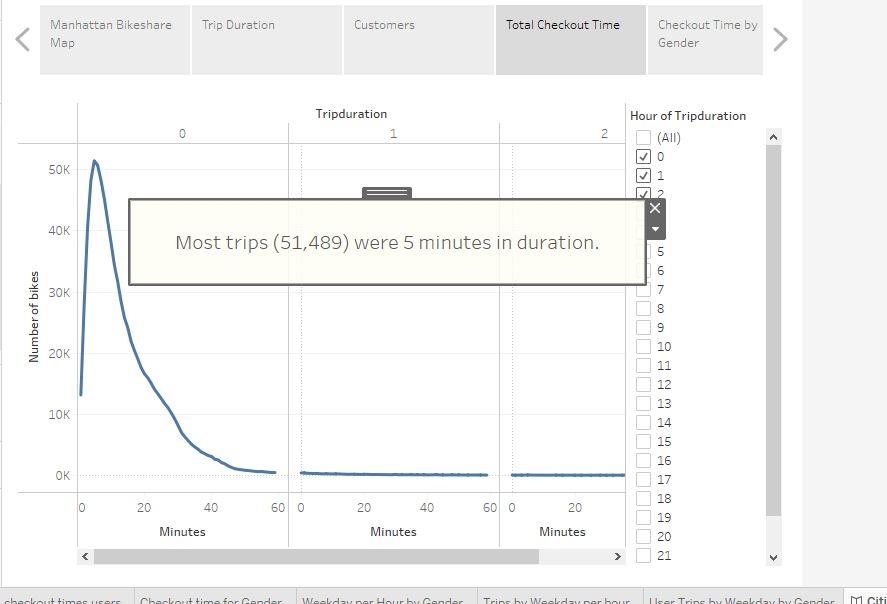 Manhattan Bikeshare
Map
Trip Duration
Customers
Total Checkout Time
Checkout Time by
Gender
Tripduration
0
1
2
Hour of Tripduration
(All)
0
1
2
5
6
7
8
9
10
11
12
13
14
15
16
17
18
19
20
21
Most trips (51,489) were 5 minutes in duration.
Number of bikes
50K
40K
30K
20K
10K
0K
0 20 40 60
0 20 40 60
0 20
Minutes
Minutes
Minutes
checkout times users
Checkout time for Gender
Weekday per Hour by Gender
Trips by Weekday per hour
User Trips by Weekday by Gender
Citi